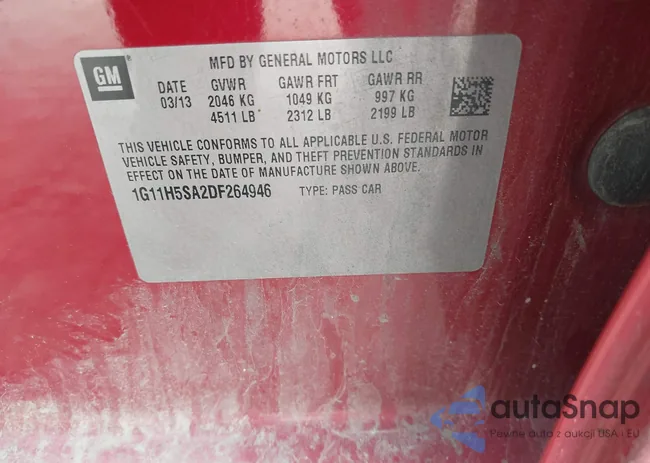 GM
MFD BY GENERAL MOTORS LLC
DATE GVWR GAWR FRT GAWR RR
03/13 2046 KG 1049 KG 997 KG
4511 LB 2312 LB 2199 LB
THIS VEHICLE CONFORMS TO ALL APPLICABLE U.S. FEDERAL MOTOR
VEHICLE SAFETY, BUMPER, AND THEFT PREVENTION STANDARDS IN
EFFECT ON THE DATE OF MANUFACTURE SHOWN ABOVE.
1G11H5SA2DF264946 TYPE: PASS CAR
autaSnap
Pewne auta z aukcji USA - EU